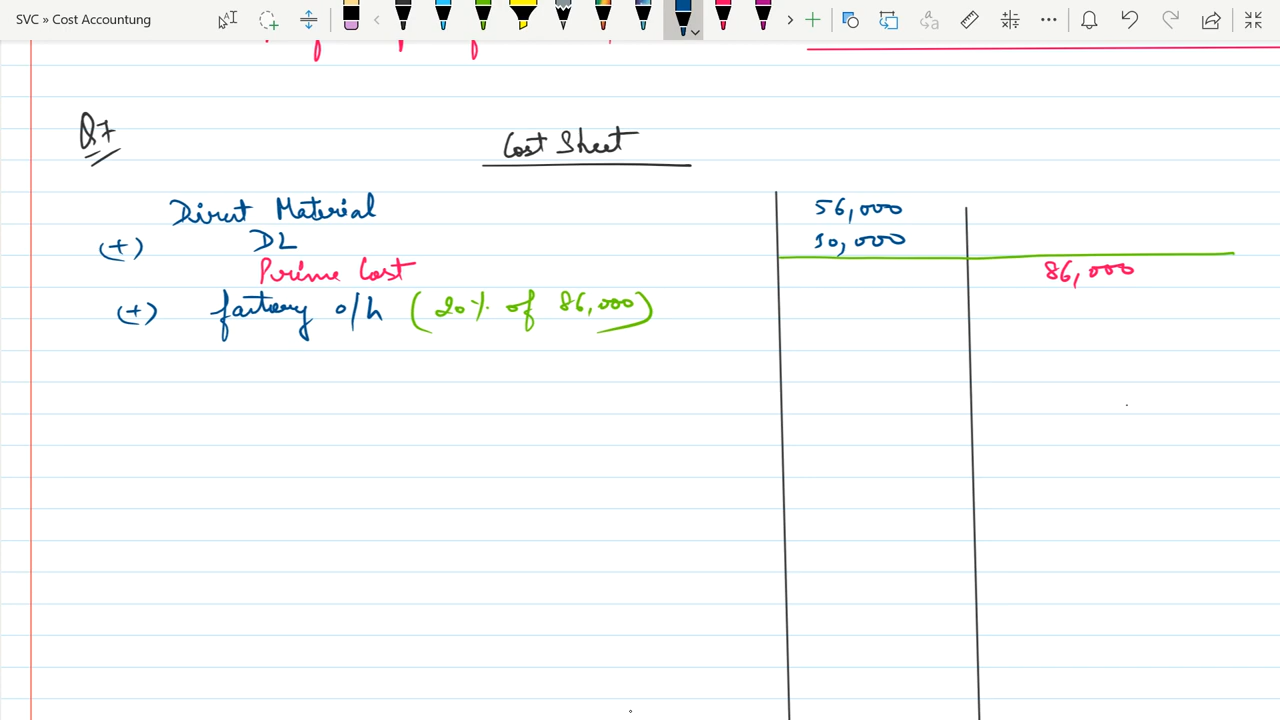 SVC » Cost Accountung
Q7
Cost Sheet
Direct Material 56,000
(+) DL 30,000
Prime Cost 86,000
(+) factory o/h (20% of 86,000)